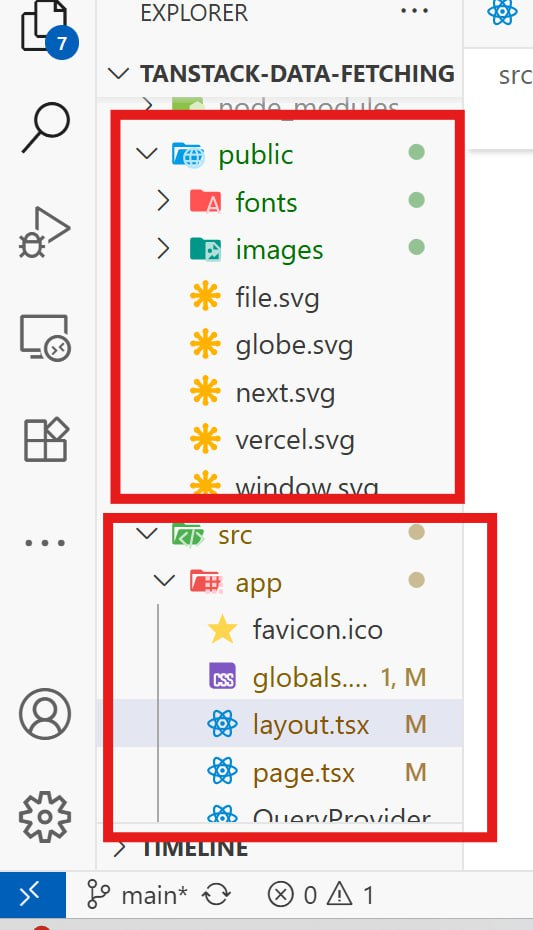 EXPLORER
7
TANSTACK-DATA-FETCHING
src
node_modules
public
fonts
A
images
file.svg
globe.svg
next.svg
vercel.svg
window.svg
src
app
favicon.ico
CSS globals.... 1, M
layout.tsx M
page.tsx M
QueryProvider
TIMELINE
main* 0 1